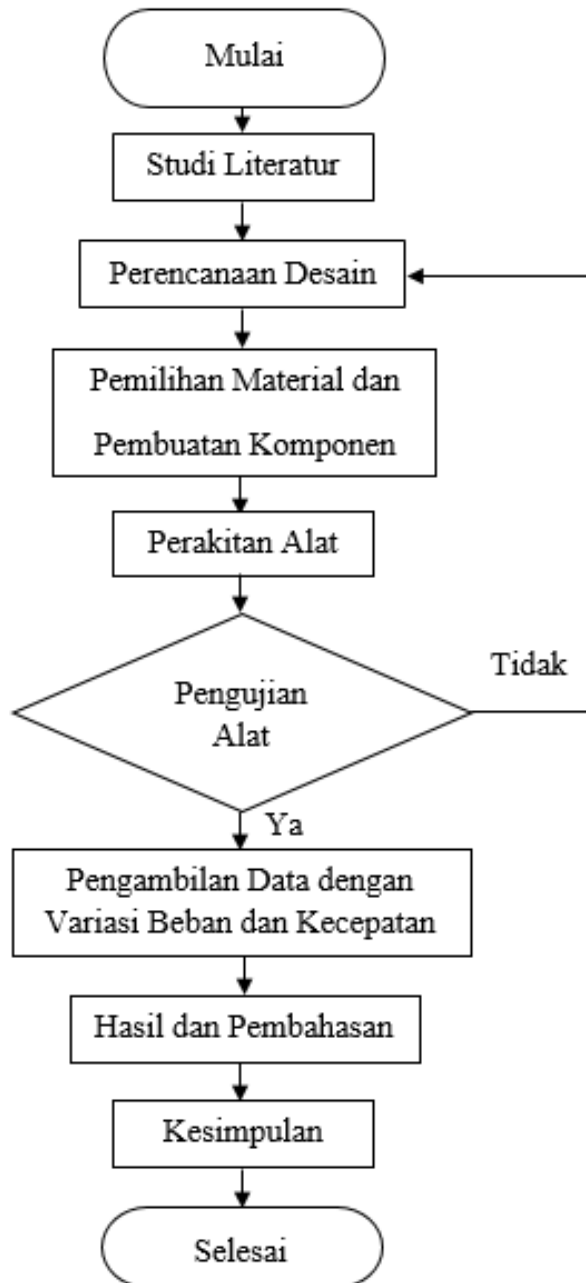 Mulai
Studi Literatur
Perencanaan Desain
Pemilihan Material dan
Pembuatan Komponen
Perakitan Alat
Pengujian
Alat
Tidak
Ya
Pengambilan Data dengan
Variasi Beban dan Kecepatan
Hasil dan Pembahasan
Kesimpulan
Selesai